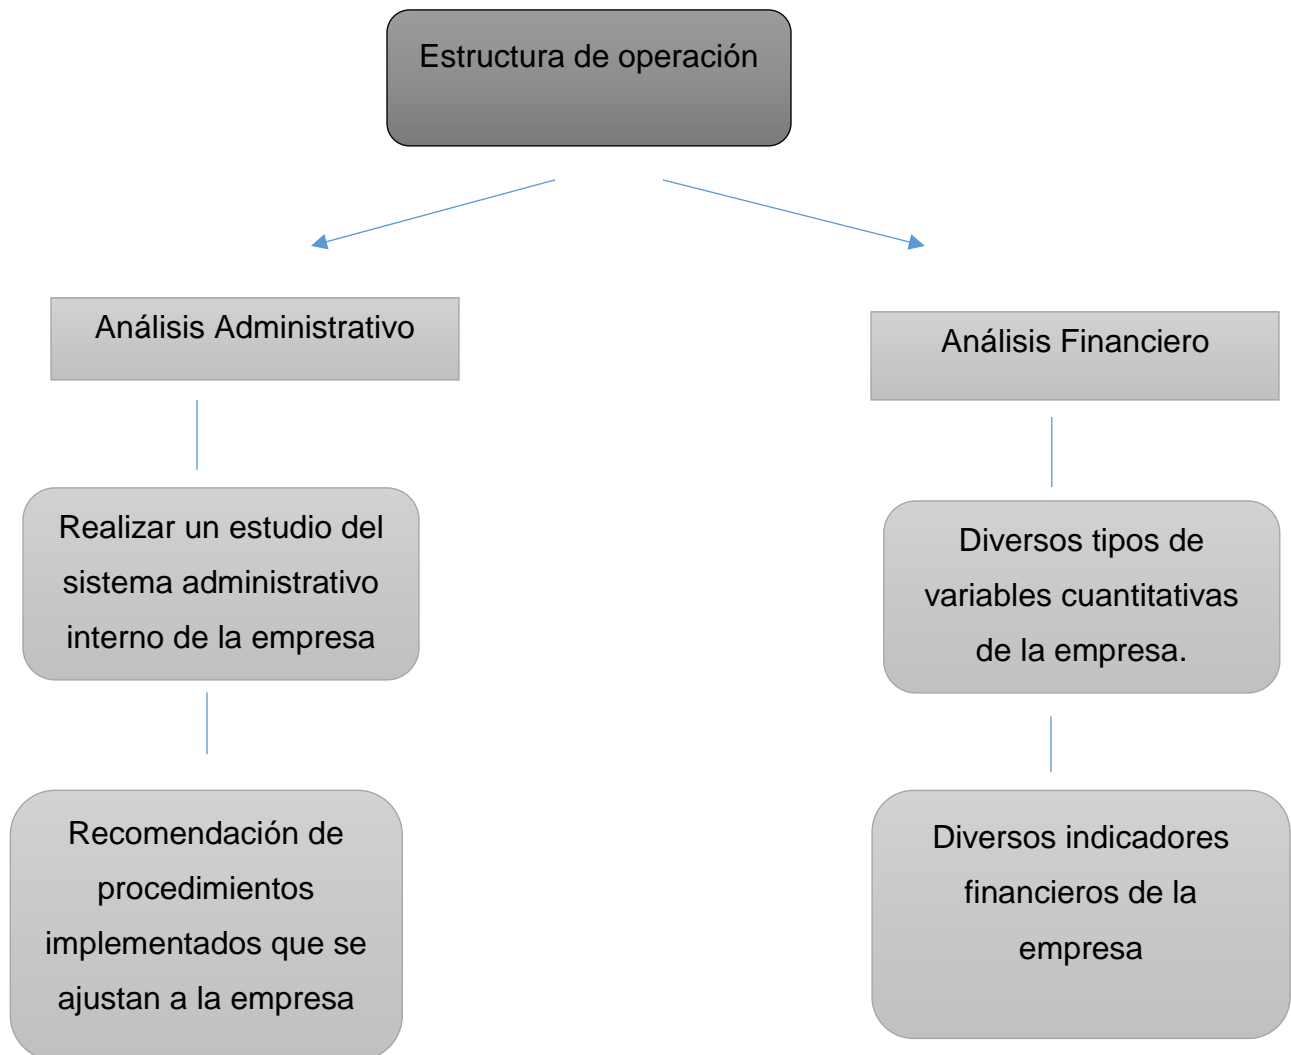 Estructura de operación
Análisis Administrativo
Análisis Financiero
Realizar un estudio del
sistema administrativo
interno de la empresa
Diversos tipos de
variables cuantitativas
de la empresa.
Recomendación de
procedimientos
implementados que se
ajustan a la empresa
Diversos indicadores
financieros de la
empresa